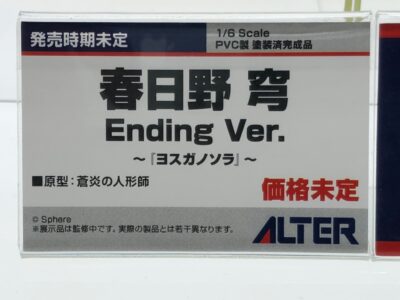 発売時期未定
1/6 Scale
PVC製 塗装済完成品
春日野 穹
Ending Ver.
~『ヨスガノソラ』~
■原型:蒼炎の人形師
価格未定
© Sphere
※展示品は監修中です。実際の製品とは若干異なります。
ALTER